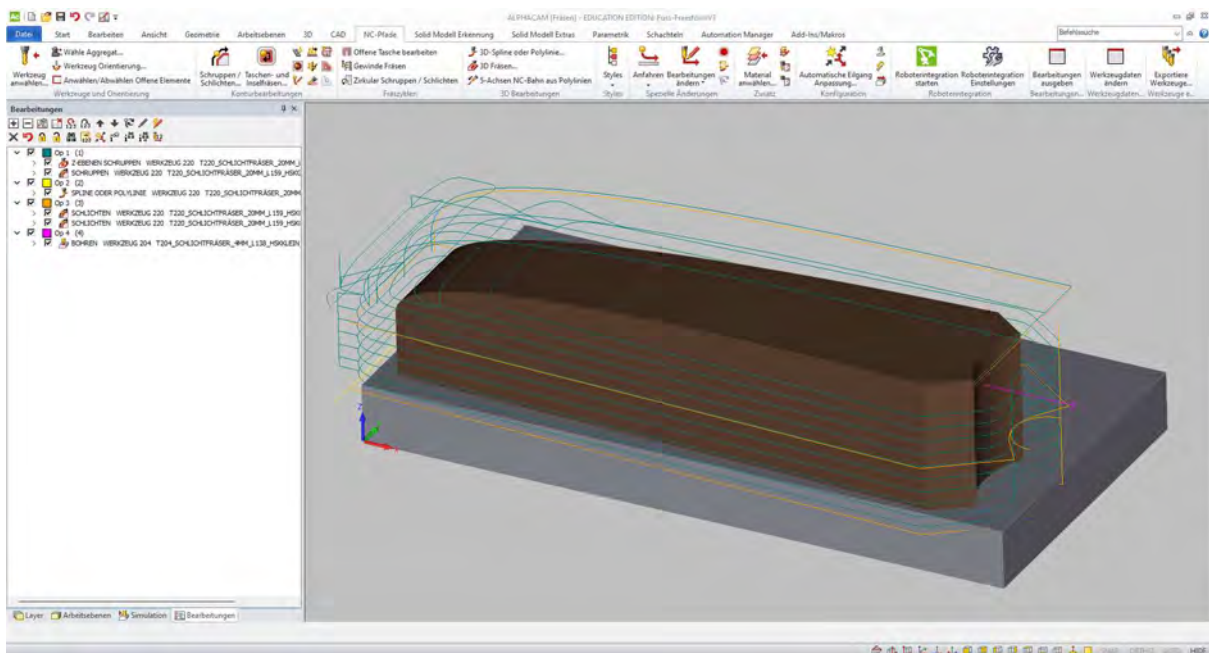 ALPHACAM (Fräsen) - EDUCATION EDITION:
Datei Start Bearbeiten Ansicht Geometrie Arbeitsebenen 3D CAD NC-Pfade Solid Modell Erkennung Solid Modell Extras Parametrik Schachteln Automation Manager Add-Ins/Makros Befehlssuche
Werkzeug anwählen...
Wähle Aggregat...
Werkzeug Orientierung...
Anwählen/Abwählen Offene Elemente
Werkzeuge und Orientierung
Schruppen / Schlichten...
Taschen- und Inselfräsen...
Konturbearbeitungen
Offene Tasche bearbeiten
Gewinde Fräsen
Zirkular Schruppen / Schlichten
Fräszyklen
3D-Spline oder Polylinie...
3D Fräsen...
5-Achsen NC-Bahn aus Polylinien
3D Bearbeitungen
Styles
Styles
Anfahren
Bearbeitungen ändern
Spezielle Änderungen
Material anwählen...
Zusatz
Automatische Eilgang Anpassung...
Konfiguration
Roboterintegration starten
Roboterintegration Einstellungen
Roboterintegration
Bearbeitungen ausgeben
Bearbeitungen...
Werkzeugdaten ändern
Werkzeugdaten...
Exportiere Werkzeuge...
Werkzeuge e...
Bearbeitungen
Op 1 (1)
Z-EBENEN SCHRUPPEN WERKZEUG 220 T220_SCHLICHTFRÄSER_20MM_L
SCHRUPPEN WERKZEUG 220 T220_SCHLICHTFRÄSER_20MM_L159_HSK
Op 2 (2)
SPLINE ODER POLYLINIE WERKZEUG 220 T220_SCHLICHTFRÄSER_20MM
Op 3 (3)
SCHLICHTEN WERKZEUG 220 T220_SCHLICHTFRÄSER_20MM_L159_HSK
SCHLICHTEN WERKZEUG 220 T220_SCHLICHTFRÄSER_20MM_L159_HSK
Op 4 (4)
BOHREN WERKZEUG 204 T204_SCHLICHTFRÄSER_4MM_L138_HSKKLEIN
Z
Layer Arbeitsebenen Simulation Bearbeitungen
HIDE